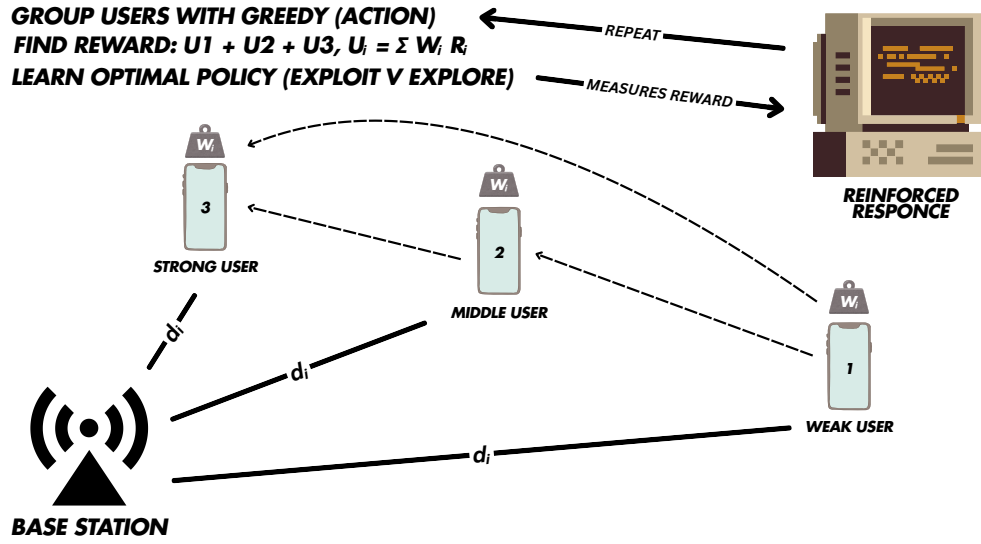 GROUP USERS WITH GREEDY (ACTION)
FIND REWARD: U1 + U2 + U3, Uᵢ = Σ Wᵢ Rᵢ
LEARN OPTIMAL POLICY (EXPLOIT V EXPLORE)
REPEAT
MEASURES REWARD
REINFORCED
RESPONCE
Wᵢ
3
STRONG USER
Wᵢ
2
MIDDLE USER
Wᵢ
1
WEAK USER
dᵢ
dᵢ
dᵢ
BASE STATION